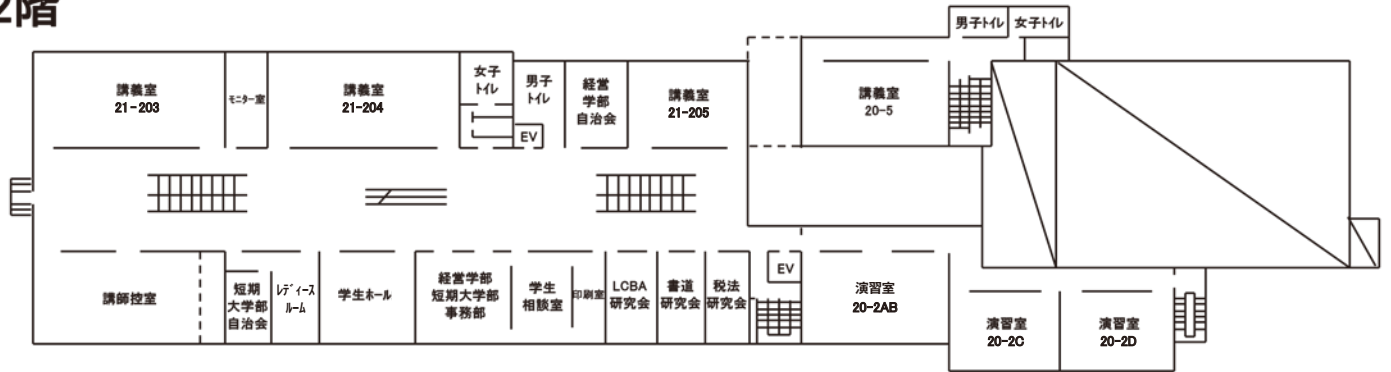 2階
男子トイレ
女子トイレ
講義室
21-203
モニター室
講義室
21-204
女子
トイレ
男子
トイレ
EV
経営
学部
自治会
講義室
21-205
講義室
20-5
講師控室
短期
大学部
自治会
レディース
ルーム
学生ホール
経営学部
短期大学部
事務部
学生
相談室
印刷室
LCBA
研究会
書道
研究会
税法
研究会
EV
演習室
20-2AB
演習室
20-2C
演習室
20-2D